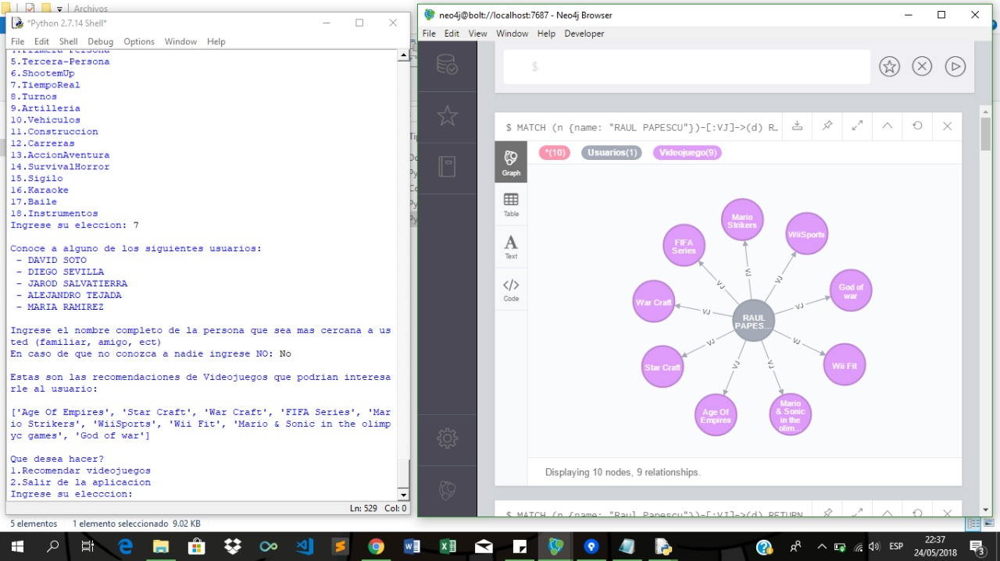 Archivos
*Python 2.7.14 Shell*
File Edit Shell Debug Options Window Help
4.Primera-Persona
5.Tercera-Persona
6.ShootemUp
7.TiempoReal
8.Turnos
9.Artilleria
10.Vehiculos
11.Construccion
12.Carreras
13.AccionAventura
14.SurvivalHorror
15.Sigilo
16.Karaoke
17.Baile
18.Instrumentos
Ingrese su eleccion: 7
Conoce a alguno de los siguientes usuarios:
- DAVID SOTO
- DIEGO SEVILLA
- JAROD SALVATIERRA
- ALEJANDRO TEJADA
- MARIA RAMIREZ
Ingrese el nombre completo de la persona que sea mas cercana a us
ted (familiar, amigo, ect)
En caso de que no conozca a nadie ingrese NO: No
Estas son las recomendaciones de Videojuegos que podrian interesa
rle al usuario:
['Age Of Empires', 'Star Craft', 'War Craft', 'FIFA Series', 'Mar
io Strikers', 'WiiSports', 'Wii Fit', 'Mario & Sonic in the olimp
yc games', 'God of war']
Que desea hacer?
1.Recomendar videojuegos
2.Salir de la aplicacion
Ingrese su elecccion:
Ln: 529 Col: 0
5 elementos 1 elemento seleccionado 9.02 KB
neo4j@bolt://localhost:7687 - Neo4j Browser
File Edit View Window Help Developer
$
$ MATCH (n {name: "RAUL PAPESCU"})-[:VJ]->(d) R…
*(10) Usuarios(1) Videojuego(9)
Graph
Table
Text
Code
Mario
Strikers
WiiSports
FIFA
Series
God of
war
War Craft
RAUL
PAPES…
Star Craft
Wii Fit
Age Of
Empires
Mario
& Sonic
in the
olim…
VJ
VJ
VJ
VJ
VJ
VJ
VJ
VJ
VJ
Displaying 10 nodes, 9 relationships.
$ MATCH (n {name: "Raul Papescu"})-[:VJ]->(d) RETURN
ESP
22:37
24/05/2018
3